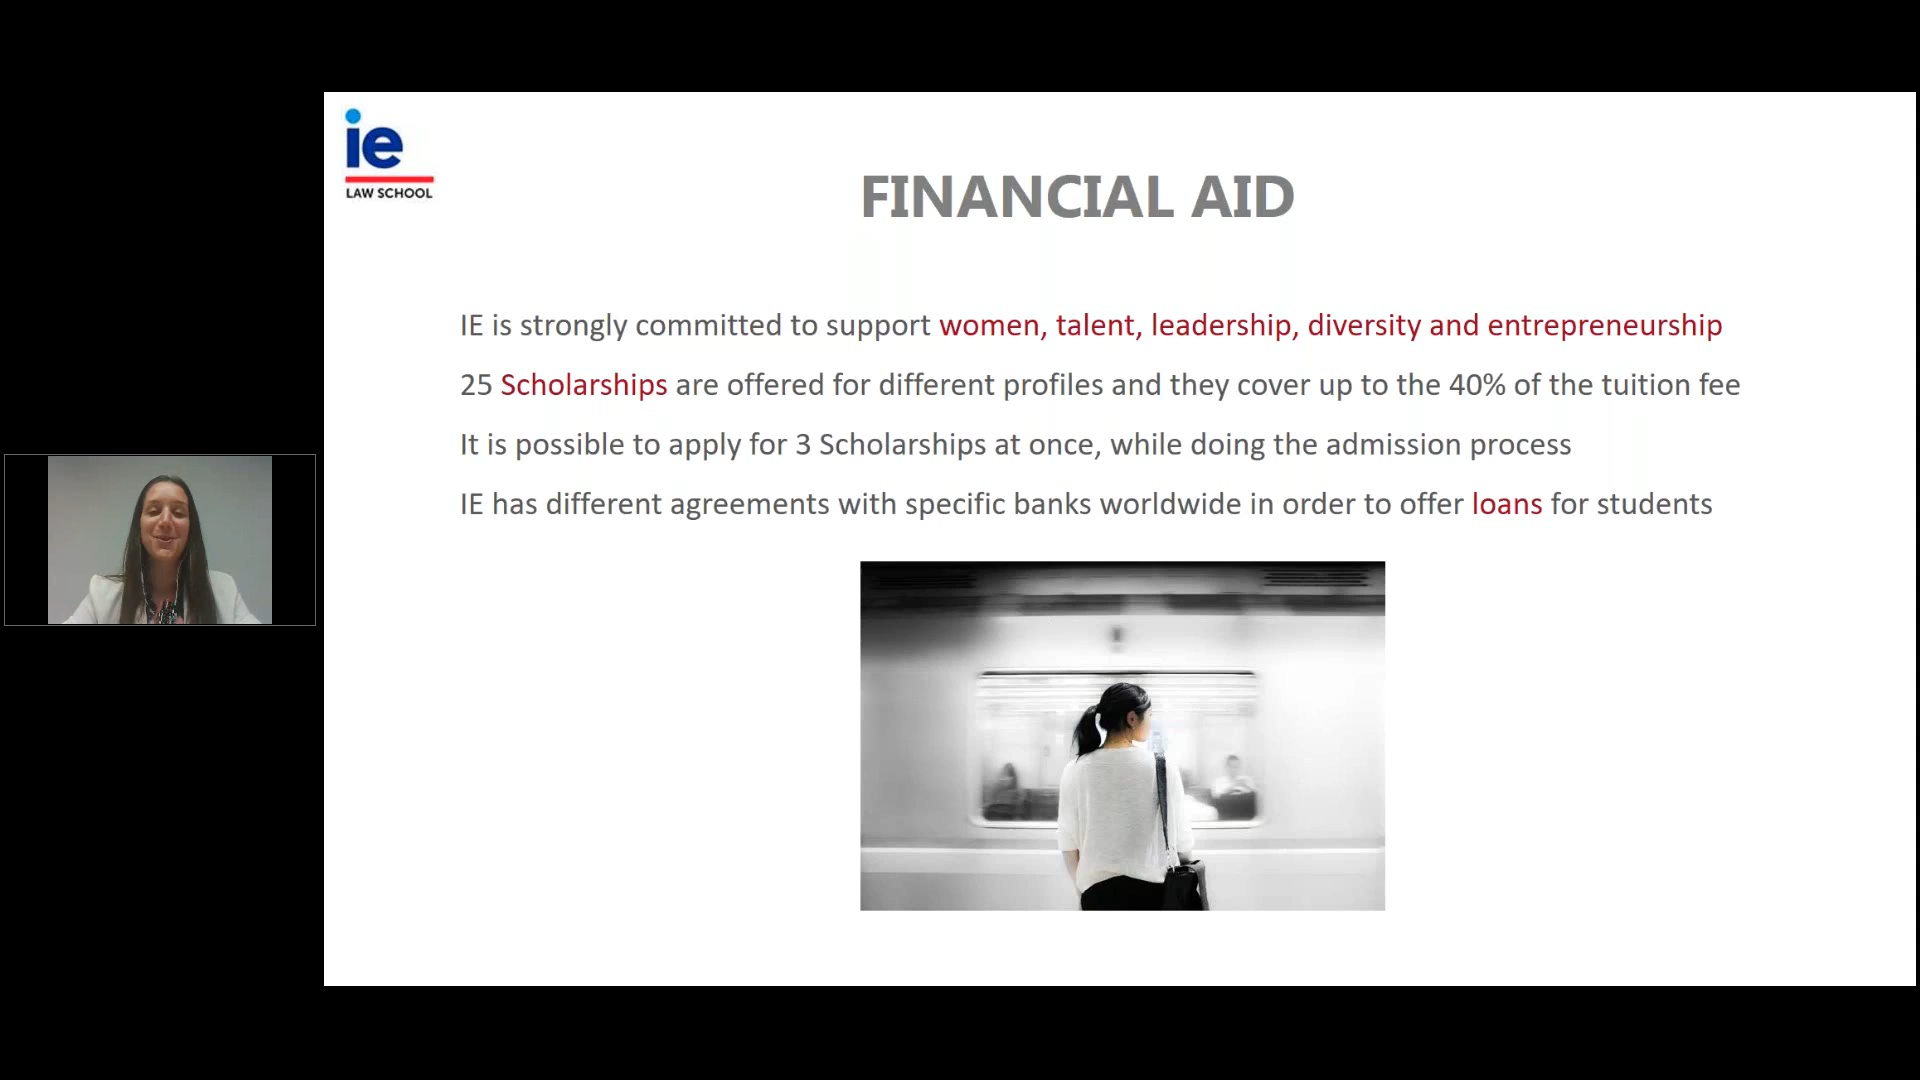 ie
LAW SCHOOL
FINANCIAL AID
IE is strongly committed to support women, talent, leadership, diversity and entrepreneurship
25 Scholarships are offered for different profiles and they cover up to the 40% of the tuition fee
It is possible to apply for 3 Scholarships at once, while doing the admission process
IE has different agreements with specific banks worldwide in order to offer loans for students